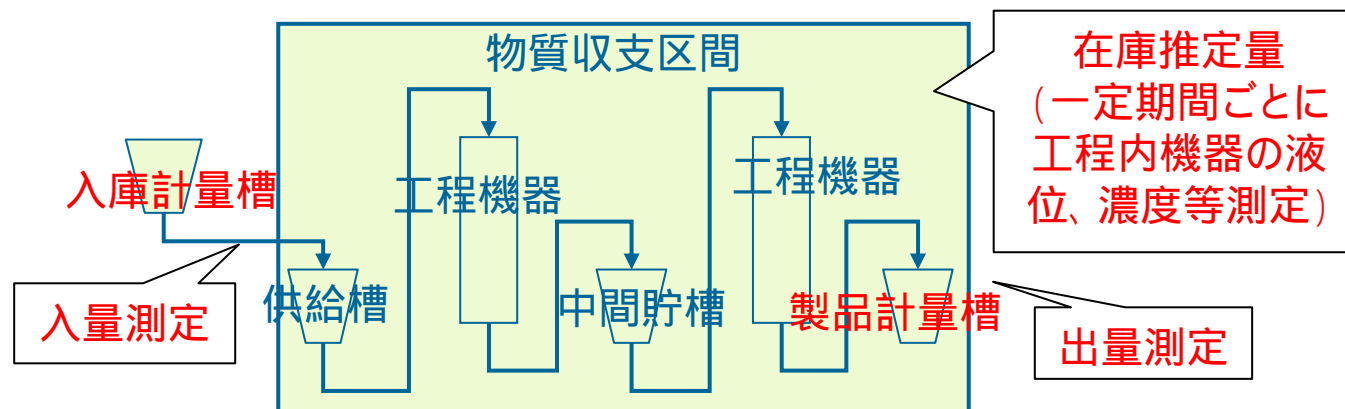 物質収支区間
在庫推定量
(一定期間ごとに
工程内機器の液
位、濃度等測定)
入庫計量槽
工程機器
工程機器
入量測定
供給槽
中間貯槽
製品計量槽
出量測定